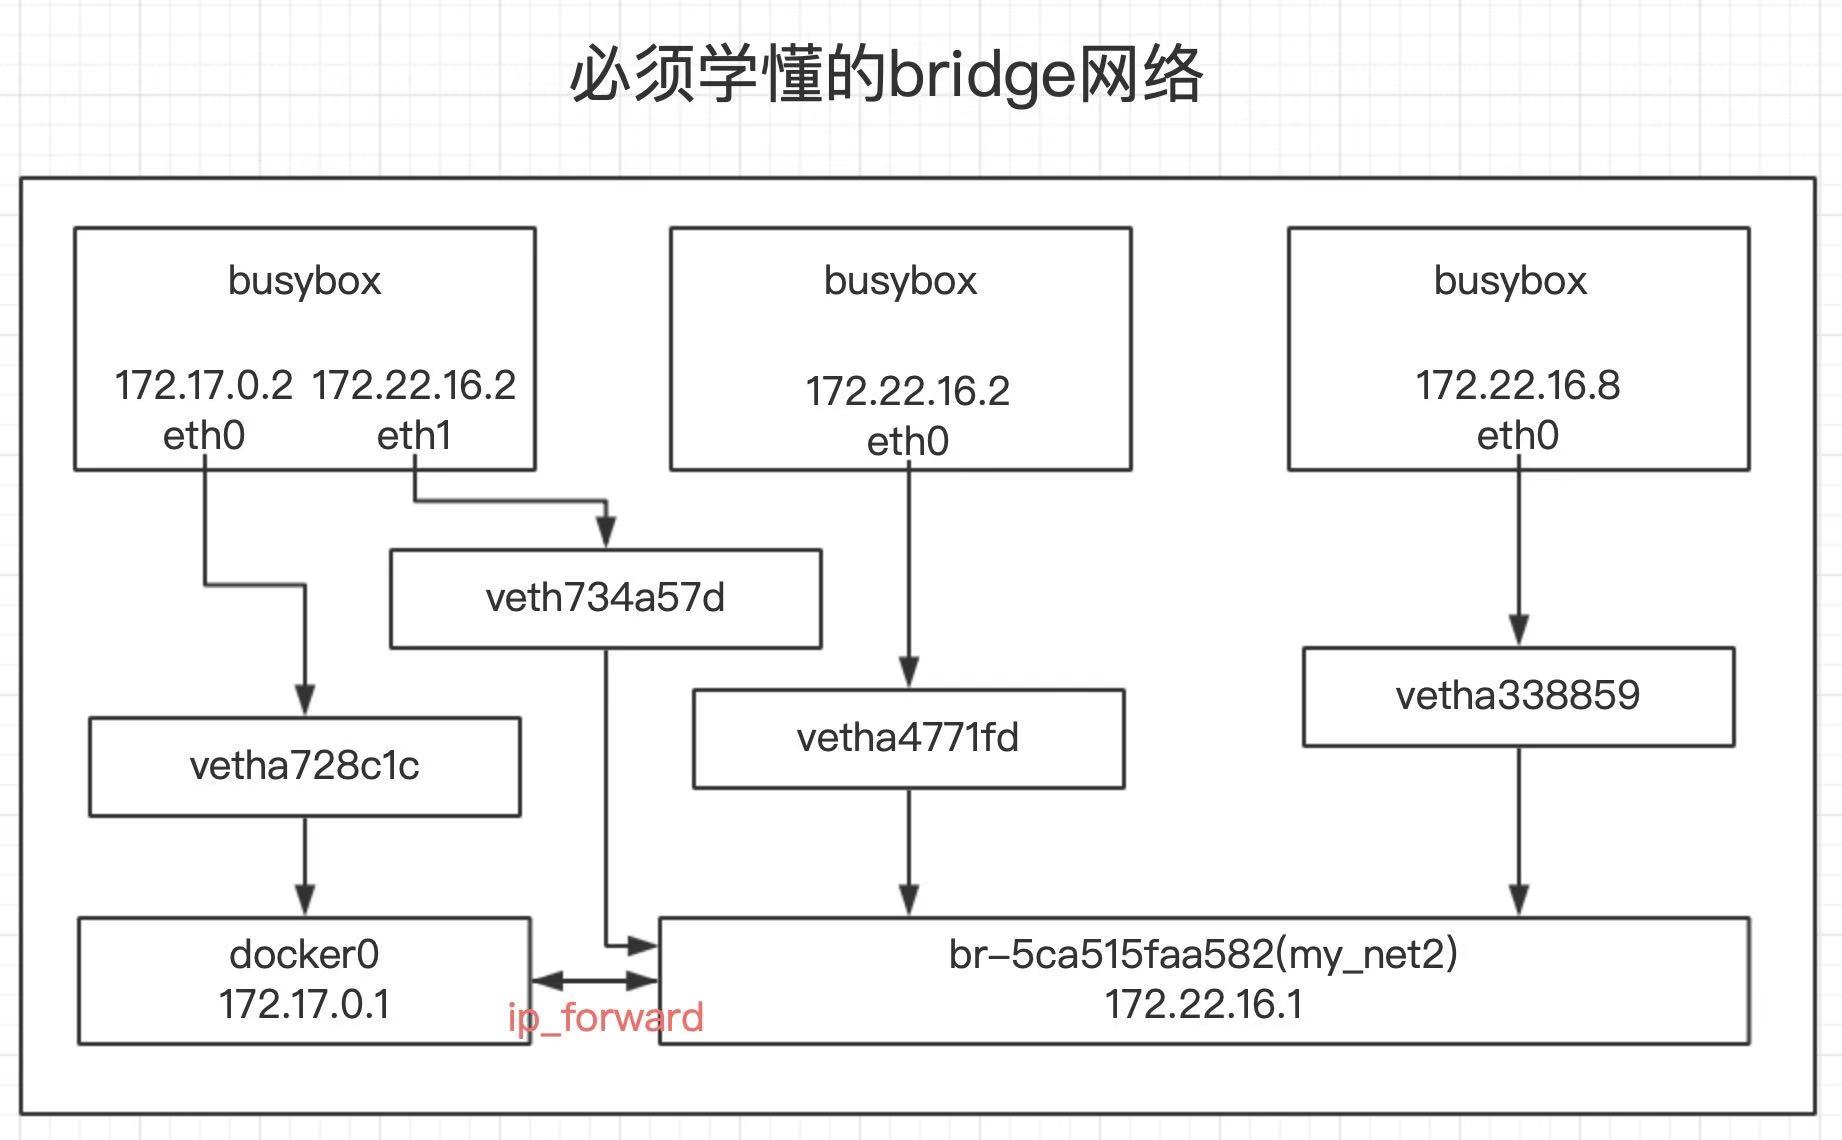 必须学懂的bridge网络
busybox
172.17.0.2 172.22.16.2
eth0 eth1
busybox
172.22.16.2
eth0
busybox
172.22.16.8
eth0
veth734a57d
vetha728c1c
vetha4771fd
vetha338859
docker0
172.17.0.1
ip_forward
br-5ca515faa582(my_net2)
172.22.16.1